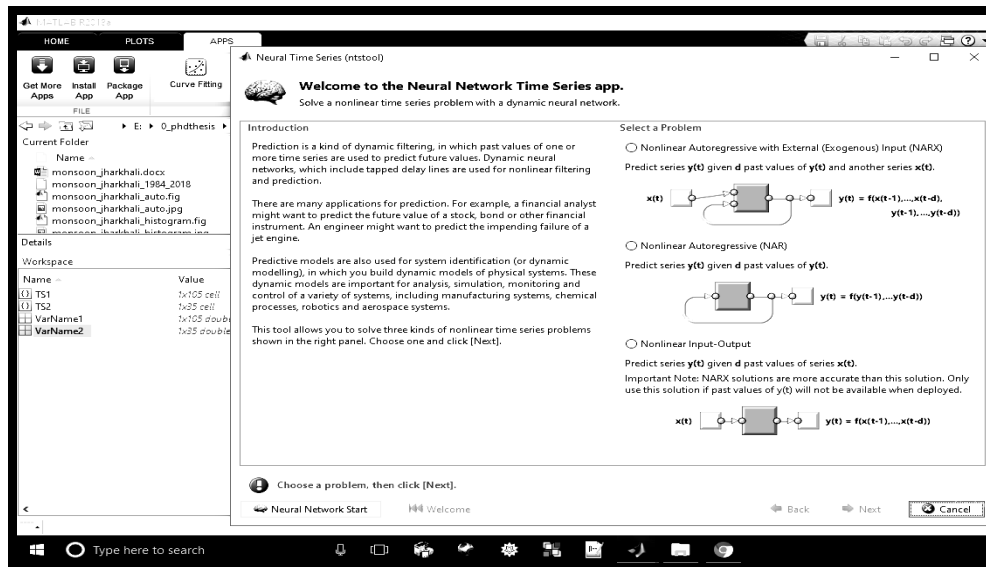 HOME PLOTS APPS
Get More Apps
Install App
Package App
Curve Fitting
FILE
E: 0_phdthesis
Current Folder
Name
monsoon_jharkhali.docx
monsoon_jharkhali_1984_2018
monsoon_jharkhali_auto.fig
monsoon_jharkhali_auto.jpg
monsoon_jharkhali_histogram.fig
Details
Workspace
Name Value
TS1 1x105 cell
TS2 1x35 cell
VarName1 1x105 double
VarName2 1x35 double
Neural Time Series (ntstool)
Welcome to the Neural Network Time Series app.
Solve a nonlinear time series problem with a dynamic neural network.
Introduction
Prediction is a kind of dynamic filtering, in which past values of one or
more time series are used to predict future values. Dynamic neural
networks, which include tapped delay lines are used for nonlinear filtering
and prediction.
There are many applications for prediction. For example, a financial analyst
might want to predict the future value of a stock, bond or other financial
instrument. An engineer might want to predict the impending failure of a
jet engine.
Predictive models are also used for system identification (or dynamic
modelling), in which you build dynamic models of physical systems. These
dynamic models are important for analysis, simulation, monitoring and
control of a variety of systems, including manufacturing systems, chemical
processes, robotics and aerospace systems.
This tool allows you to solve three kinds of nonlinear time series problems
shown in the right panel. Choose one and click [Next].
Select a Problem
Nonlinear Autoregressive with External (Exogenous) Input (NARX)
Predict series y(t) given d past values of y(t) and another series x(t).
x(t) y(t) = f(x(t-1),...,x(t-d),
y(t-1),...,y(t-d))
Nonlinear Autoregressive (NAR)
Predict series y(t) given d past values of y(t).
y(t) = f(y(t-1),...y(t-d))
Nonlinear Input-Output
Predict series y(t) given d past values of series x(t).
Important Note: NARX solutions are more accurate than this solution. Only
use this solution if past values of y(t) will not be available when deployed.
x(t) y(t) = f(x(t-1),...,x(t-d))
Choose a problem, then click [Next].
Neural Network Start Welcome Back Next Cancel
Type here to search